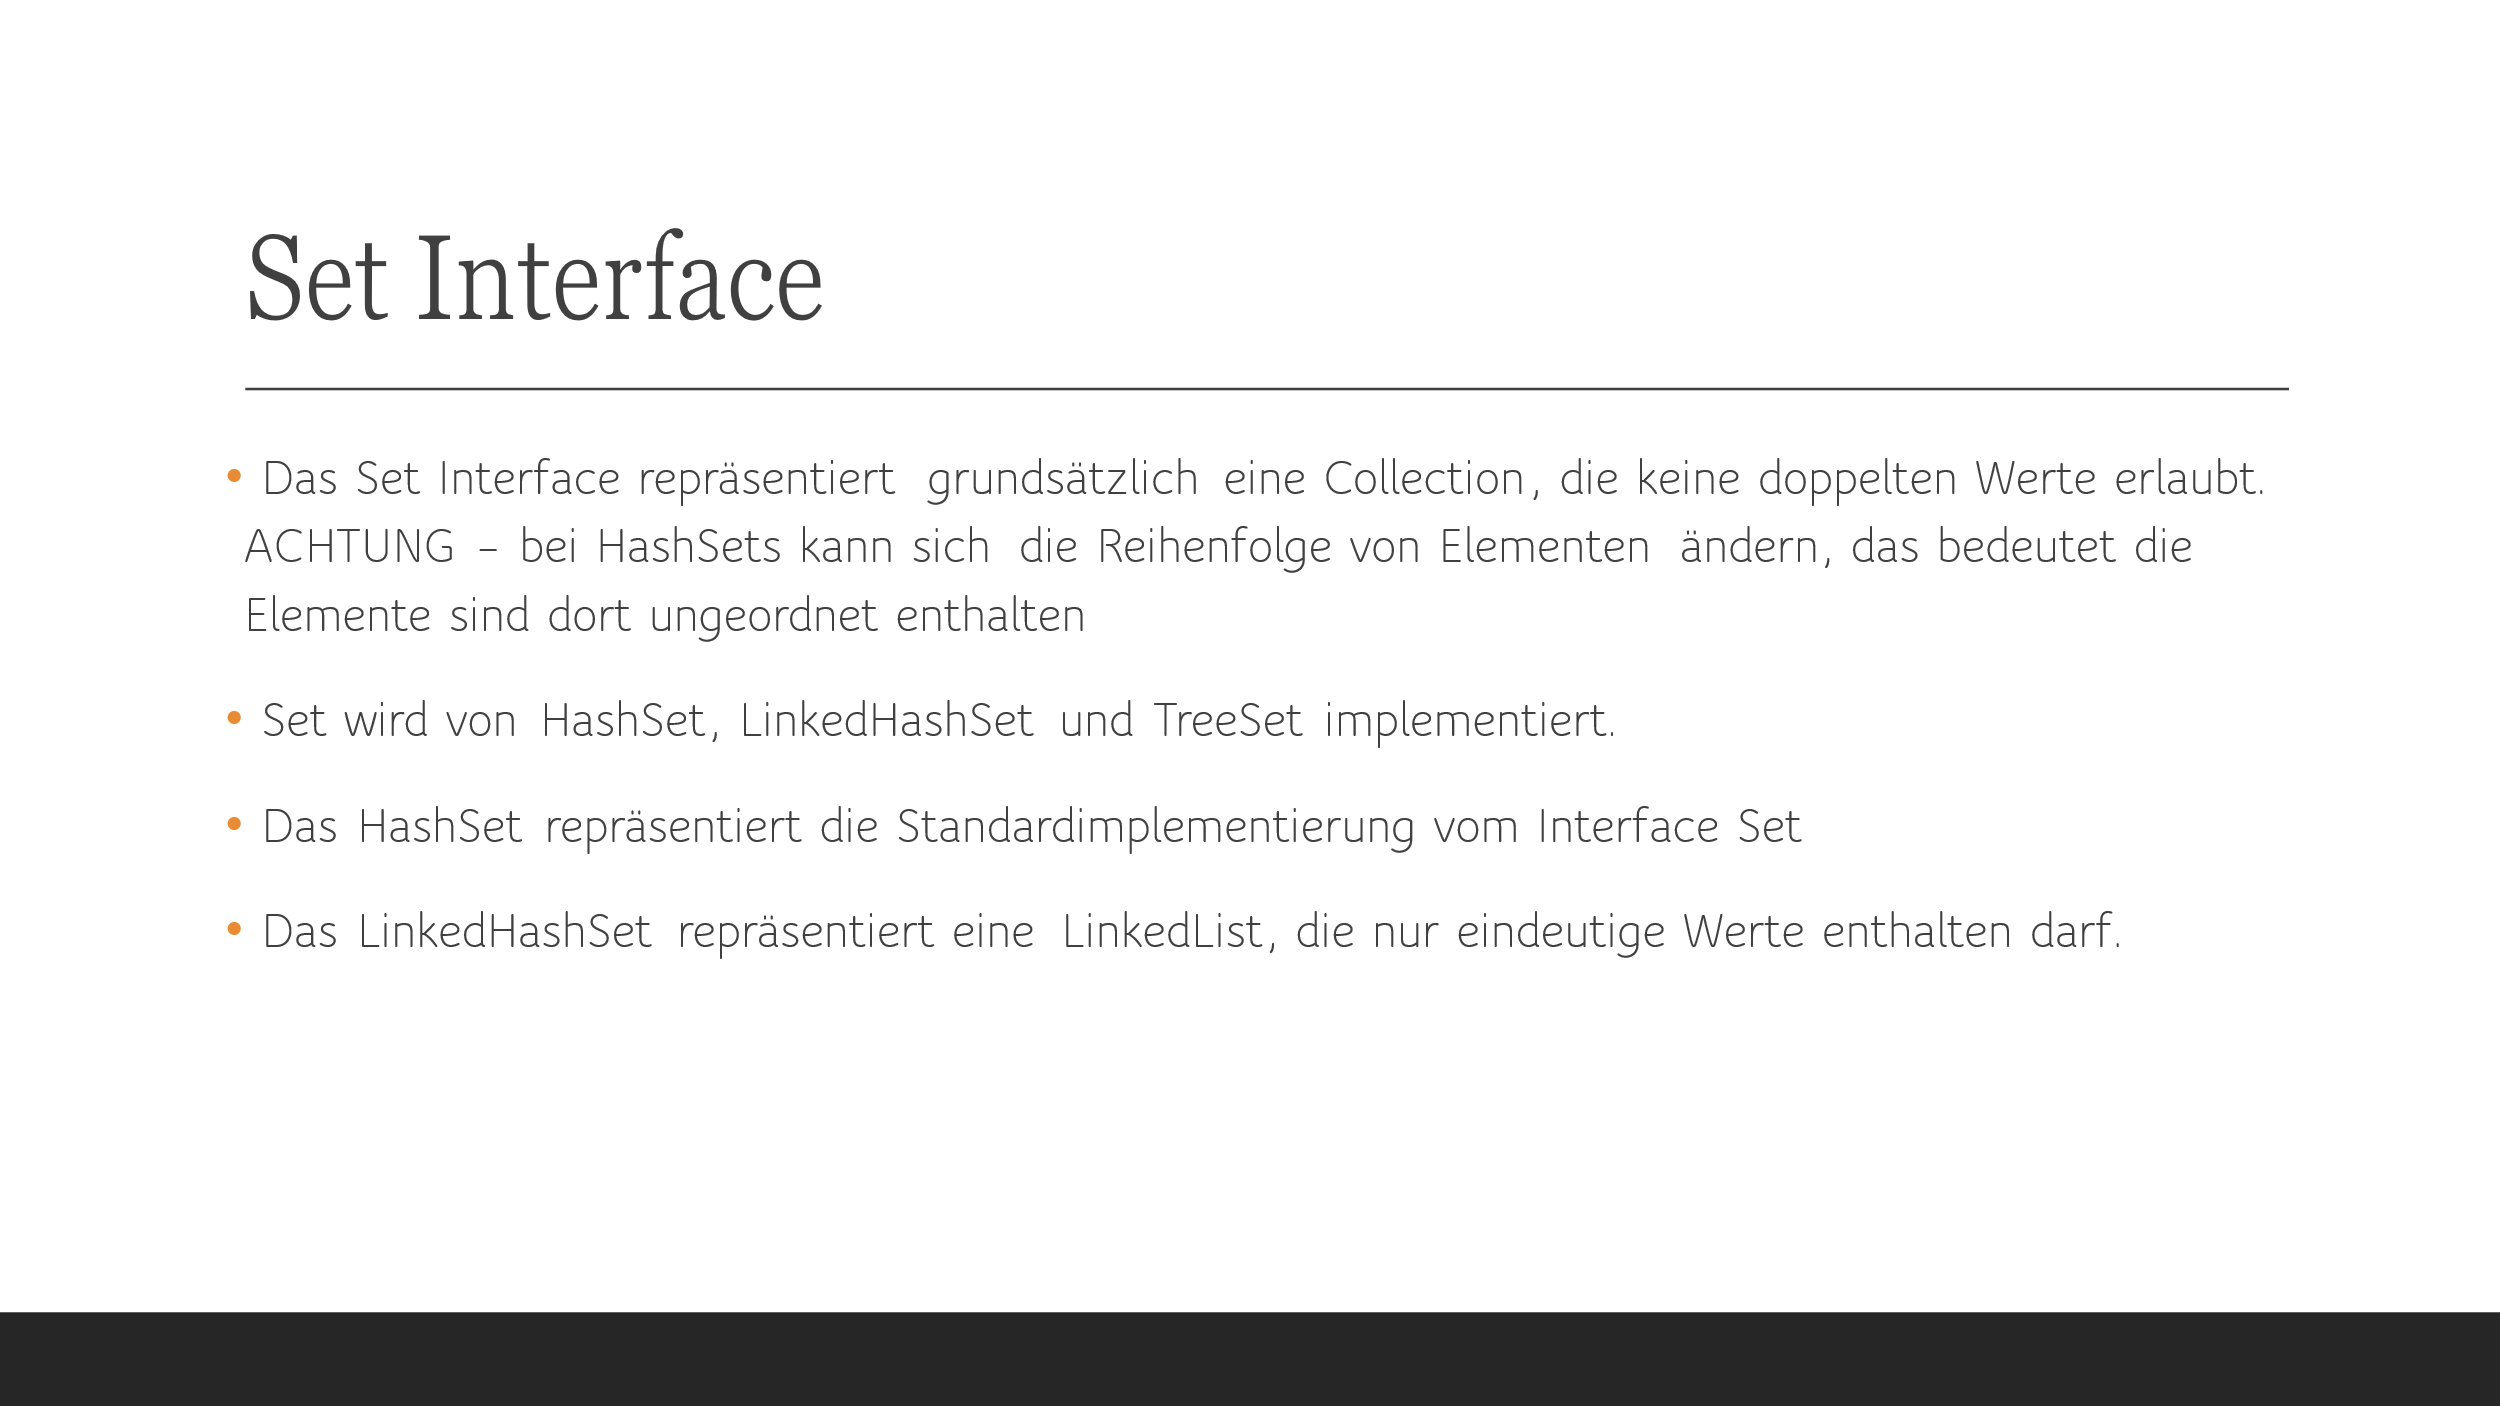 Set Interface
• Das Set Interface repräsentiert grundsätzlich eine Collection, die keine doppelten Werte erlaubt.
ACHTUNG – bei HashSets kann sich die Reihenfolge von Elementen ändern, das bedeutet die
Elemente sind dort ungeordnet enthalten
• Set wird von HashSet, LinkedHashSet und TreeSet implementiert.
• Das HashSet repräsentiert die Standardimplementierung vom Interface Set
• Das LinkedHashSet repräsentiert eine LinkedList, die nur eindeutige Werte enthalten darf.